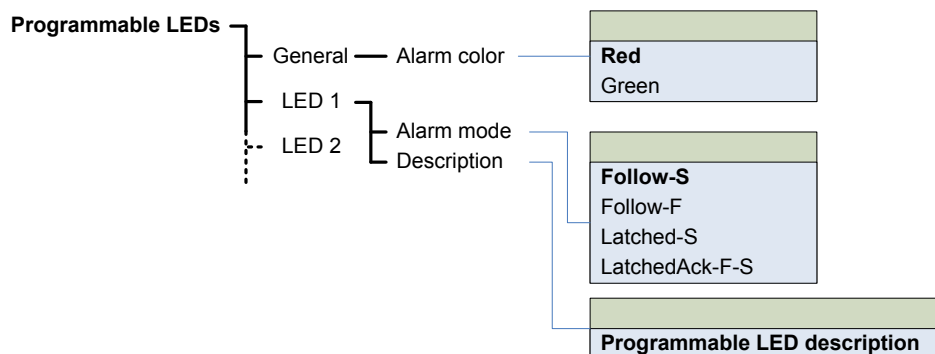 Programmable LEDs
General
Alarm color
Red
Green
LED 1
Alarm mode
LED 2
Description
Follow-S
Follow-F
Latched-S
LatchedAck-F-S
Programmable LED description